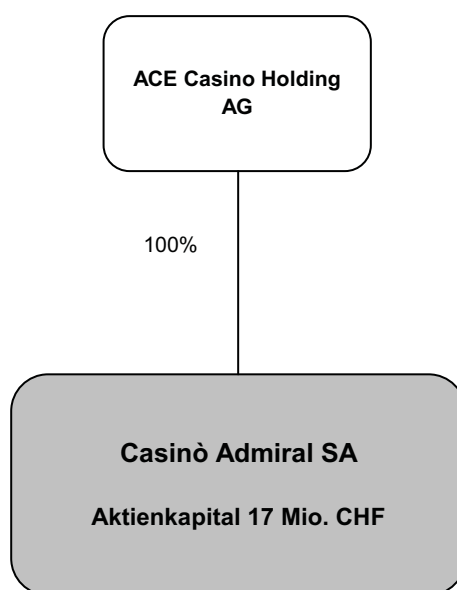 ACE Casino Holding
AG
100%
Casinò Admiral SA
Aktienkapital 17 Mio. CHF